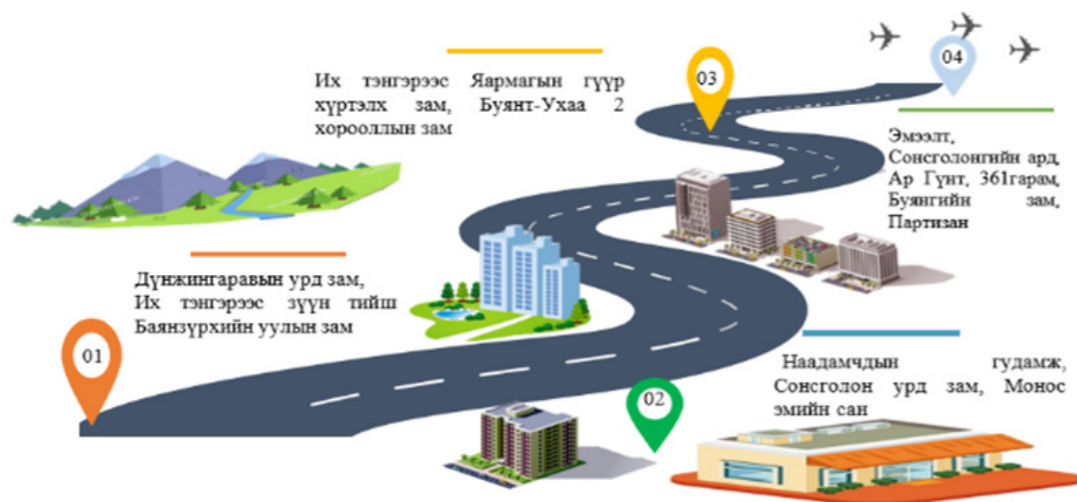 01
Дүнжингаравын урд зам,
Их тэнгэрээс зүүн тийш
Баянзүрхийн уулын зам
02
Наадамчдын гудамж,
Сонсголон урд зам, Монос
эмийн сан
03
Их тэнгэрээс Яармагын гүүр
хүртэлх зам, Буянт-Ухаа 2
хорооллын зам
04
Эмээлт,
Сонсголонгийн ард,
Ар Гүнт, 361гарам,
Буянгийн зам,
Партизан